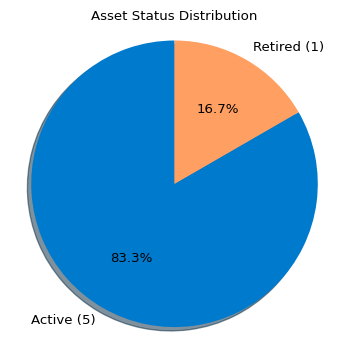 Asset Status Distribution
Retired (1)
16.7%
83.3%
Active (5)